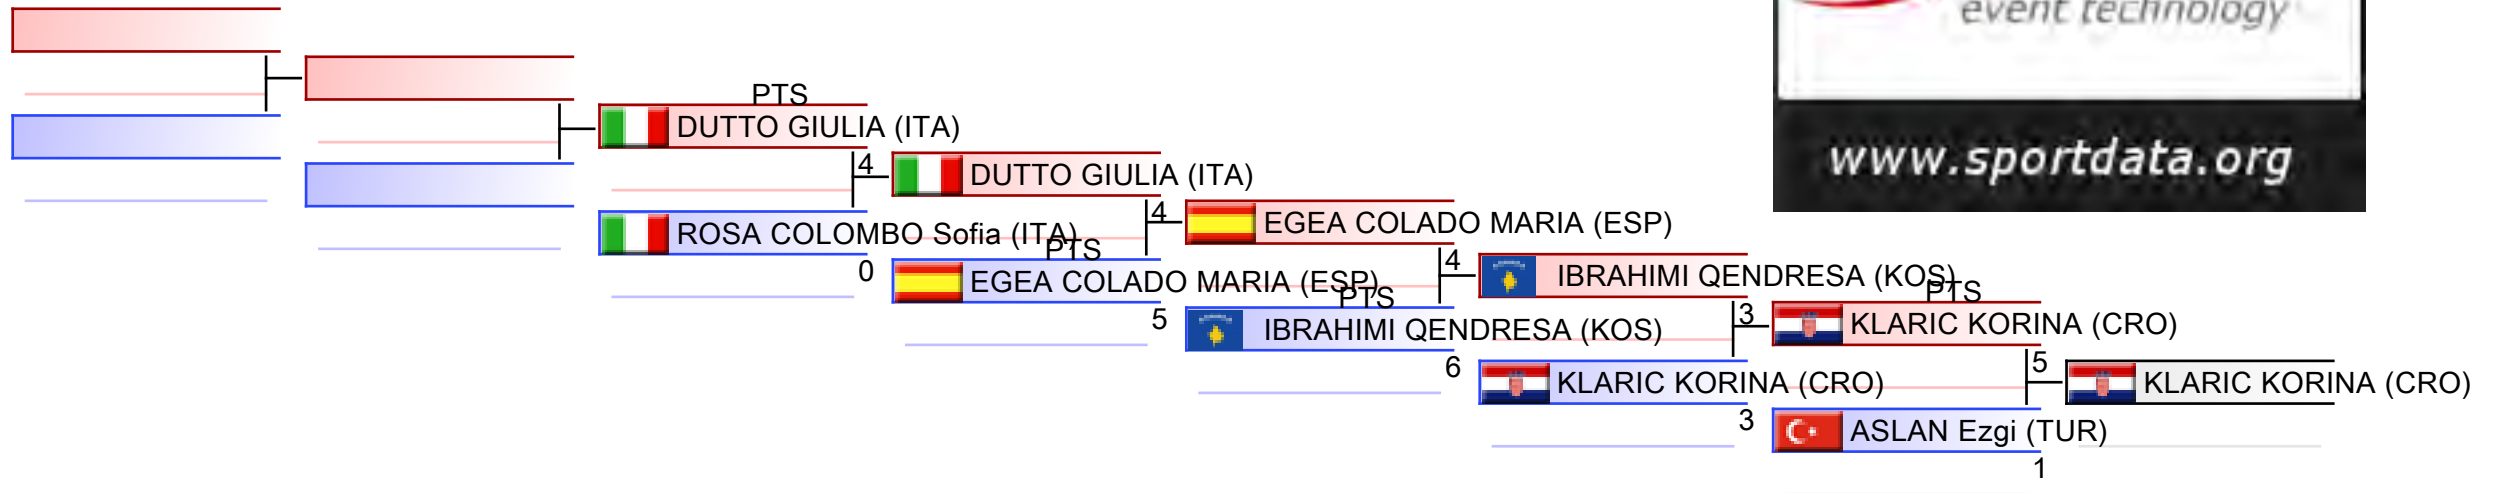 event technology
www.sportdata.org
PTS
DUTTO GIULIA (ITA)
4
DUTTO GIULIA (ITA)
ROSA COLOMBO Sofia (ITA)
0
4
EGEA COLADO MARIA (ESP)
PTS
EGEA COLADO MARIA (ESP)
5
4
IBRAHIMI QENDRESA (KOS)
PTS
IBRAHIMI QENDRESA (KOS)
6
3
KLARIC KORINA (CRO)
PTS
KLARIC KORINA (CRO)
3
5
KLARIC KORINA (CRO)
ASLAN Ezgi (TUR)
1